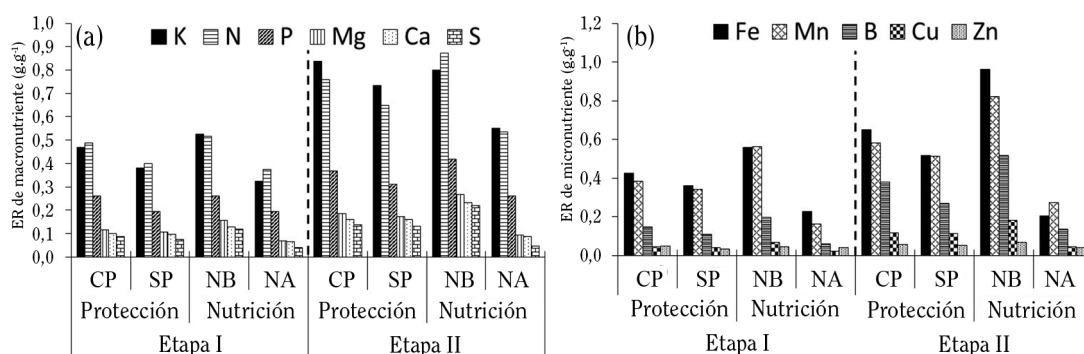 (a)
K N P Mg Ca S
ER de macronutriente (g.g⁻¹)
1,0
0,9
0,8
0,7
0,6
0,5
0,4
0,3
0,2
0,1
0,0
CP SP NB NA CP SP NB NA
Protección Nutrición Protección Nutrición
Etapa I Etapa II
(b)
Fe Mn B Cu Zn
ER de micronutriente (g.g⁻¹)
1,2
1,0
0,8
0,6
0,4
0,2
0,0
CP SP NB NA CP SP NB NA
Protección Nutrición Protección Nutrición
Etapa I Etapa II